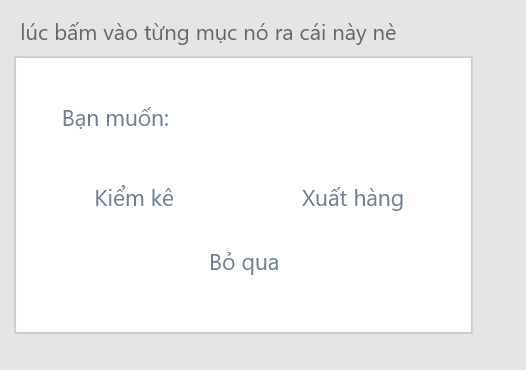 lúc bấm vào từng mục nó ra cái này nè
Bạn muốn:
Kiểm kê Xuất hàng
Bỏ qua